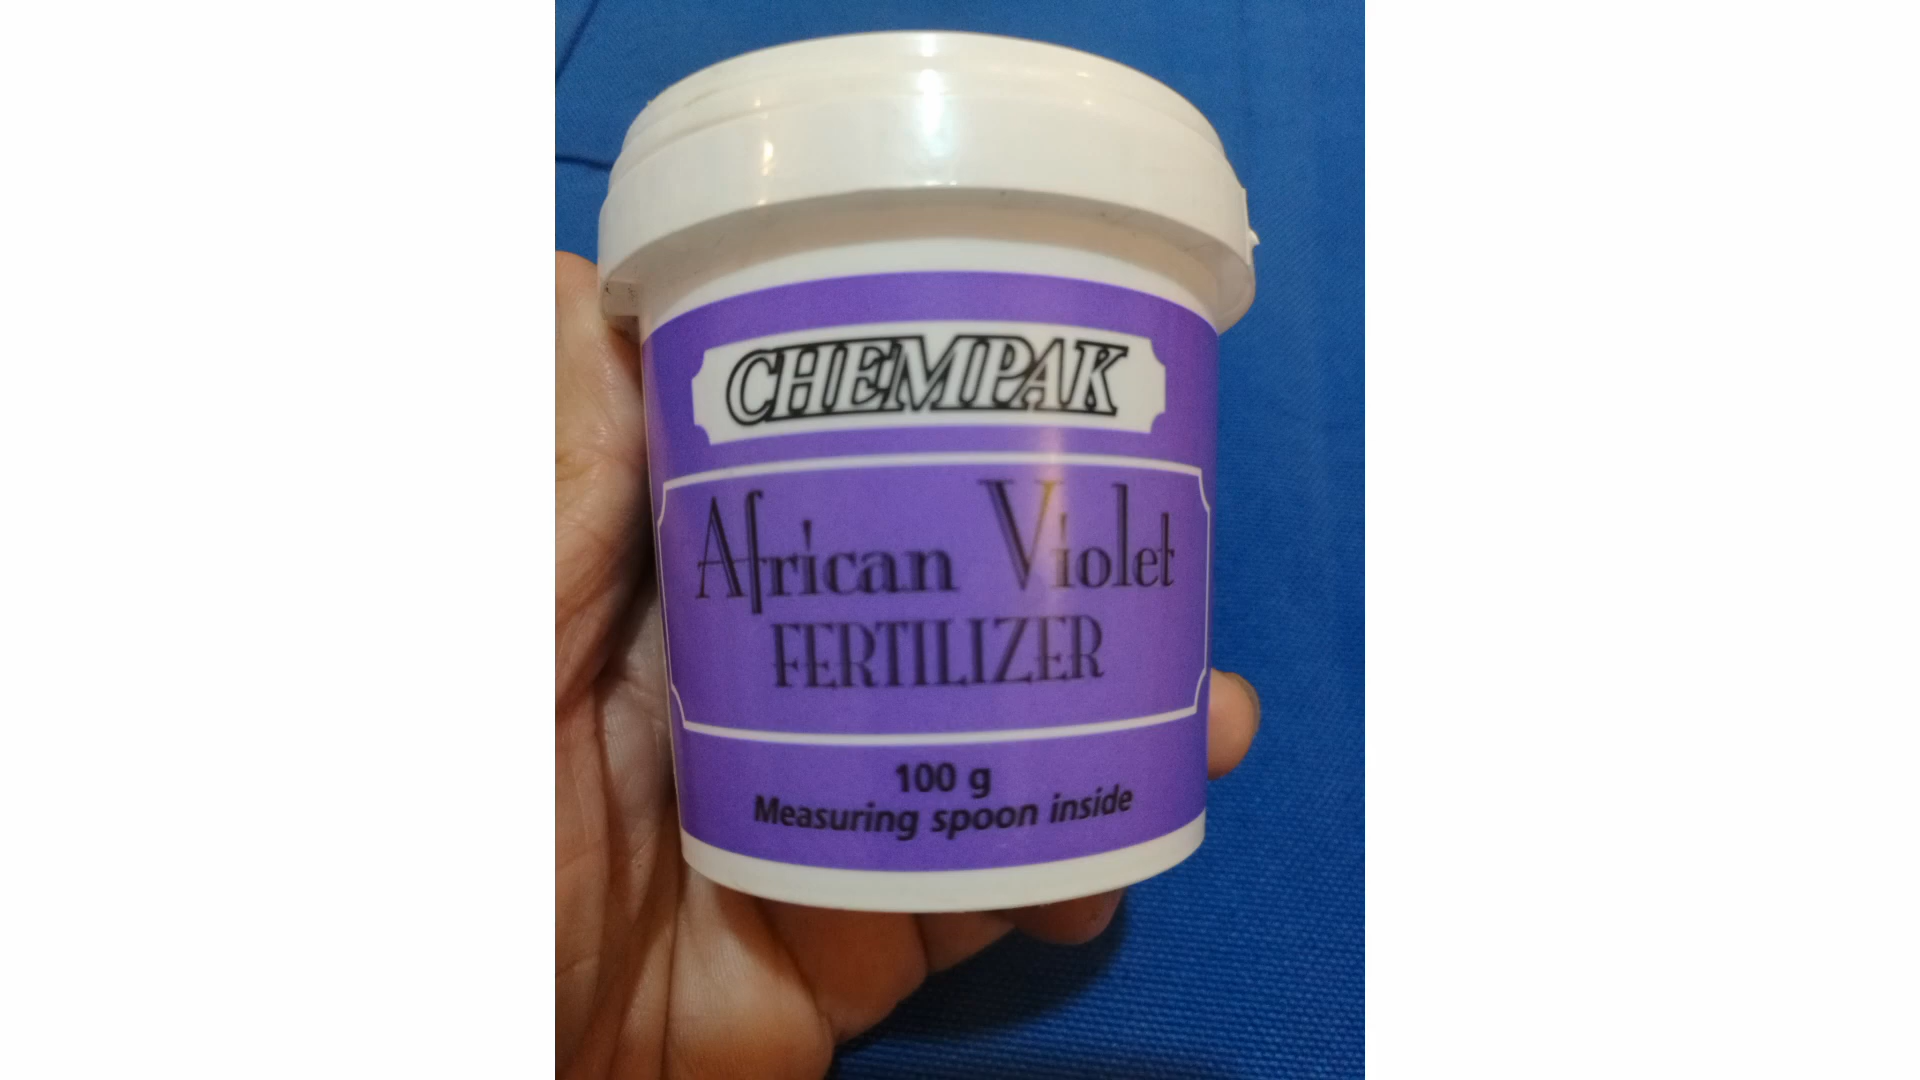 CHEMPAK
African Violet
FERTILIZER
100 g
Measuring spoon inside